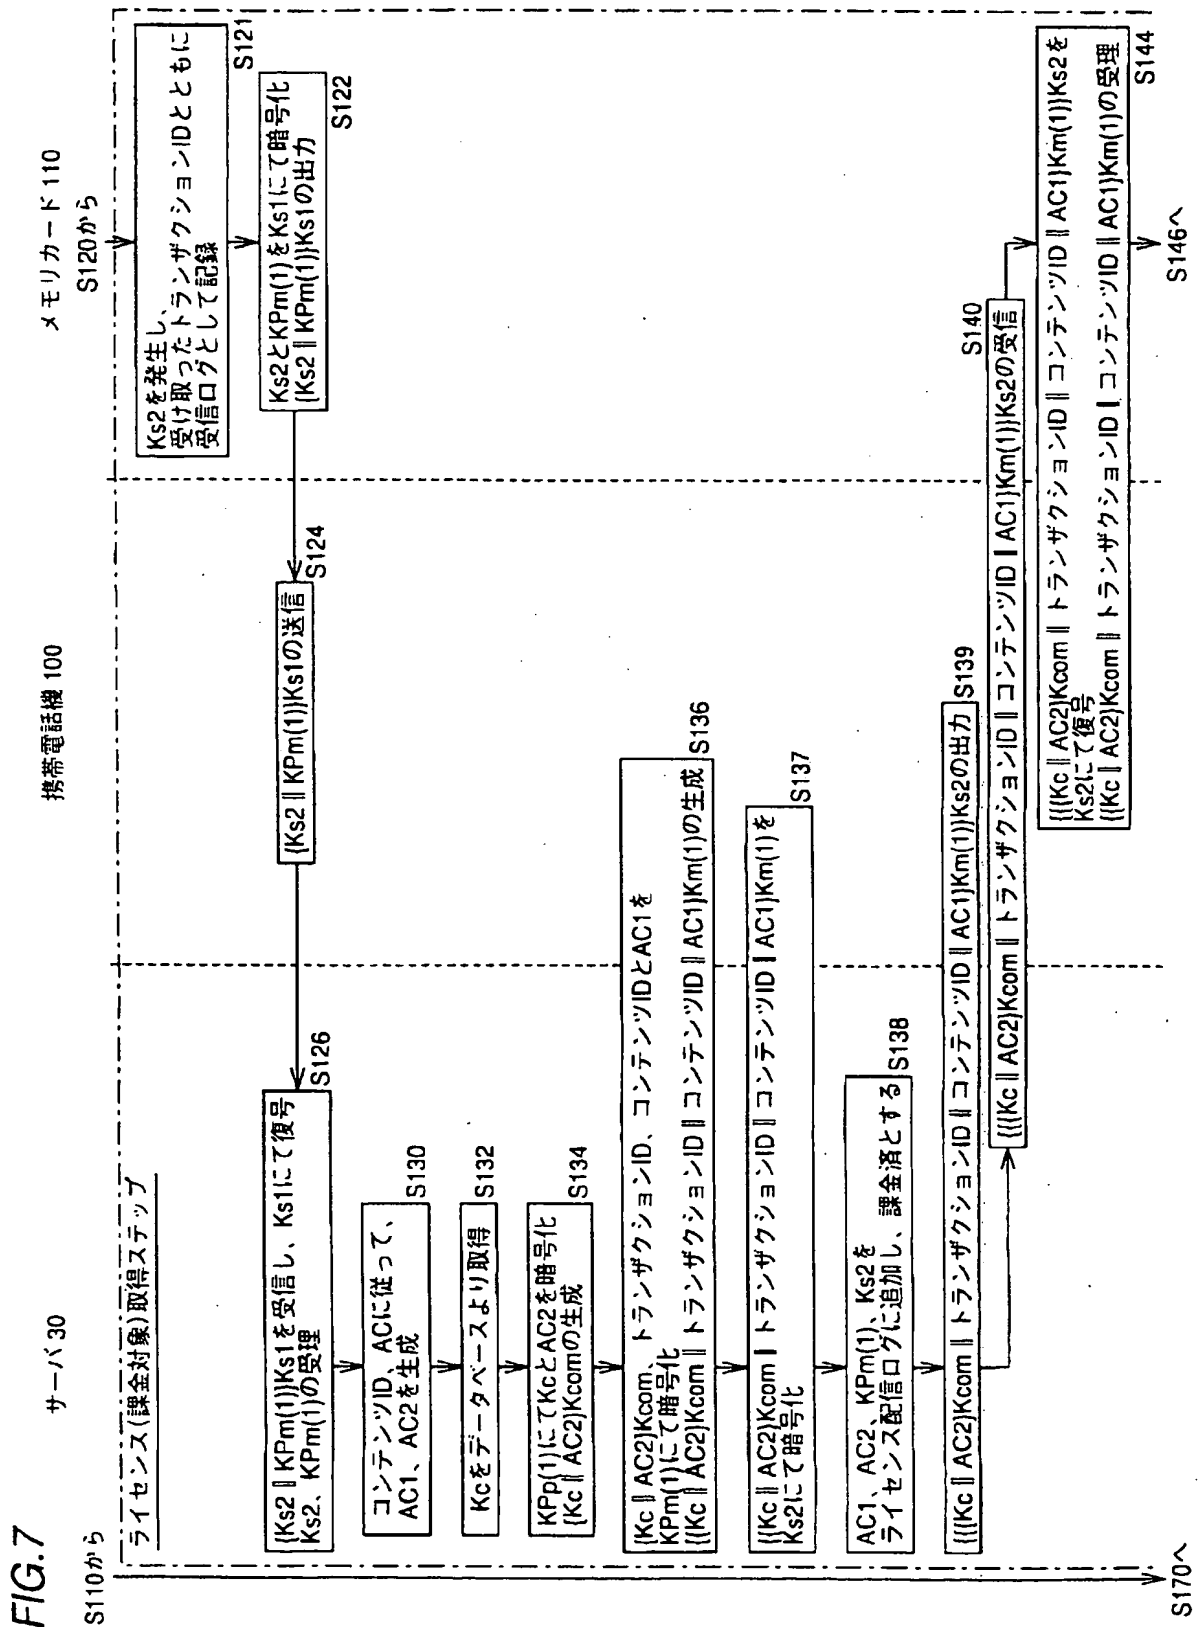 FIG.7
サーバ 30
携帯電話機 100
メモリカード 110
S110から
S120から
ライセンス(課金対象)取得ステップ
Ks2を発生し、
受け取ったトランザクションIDとともに
受信ログとして記録
S121
Ks2とKPm(1)をKs1にて暗号化
{Ks2 ∥ KPm(1)}Ks1の出力
S122
{Ks2 ∥ KPm(1)}Ks1の送信
S124
{Ks2 ∥ KPm(1)}Ks1を受信し、Ks1にて復号
Ks2、KPm(1)の受理
S126
コンテンツID、ACに従って、
AC1、AC2を生成
S130
Kcをデータベースより取得
S132
KPp(1)にてKcとAC2を暗号化
{Kc ∥ AC2}Kcomの生成
S134
{Kc ∥ AC2}Kcom、トランザクションID、コンテンツIDとAC1を
KPm(1)にて暗号化
{{Kc ∥ AC2}Kcom ∥ トランザクションID ∥ コンテンツID ∥ AC1}Km(1)の生成
S136
{{Kc ∥ AC2}Kcom ∥ トランザクションID ∥ コンテンツID ∥ AC1}Km(1)を
Ks2にて暗号化
S137
AC1、AC2、KPm(1)、Ks2を
ライセンス配信ログに追加し、課金済とする
S138
{{{Kc ∥ AC2}Kcom ∥ トランザクションID ∥ コンテンツID ∥ AC1}Km(1)}Ks2の出力
S139
S140
{{{Kc ∥ AC2}Kcom ∥ トランザクションID ∥ コンテンツID ∥ AC1}Km(1)}Ks2の受信
{{{Kc ∥ AC2}Kcom ∥ トランザクションID ∥ コンテンツID ∥ AC1}Km(1)}Ks2を
Ks2にて復号
{{Kc ∥ AC2}Kcom ∥ トランザクションID ∥ コンテンツID ∥ AC1}Km(1)の受理
S144
S170へ
S146へ